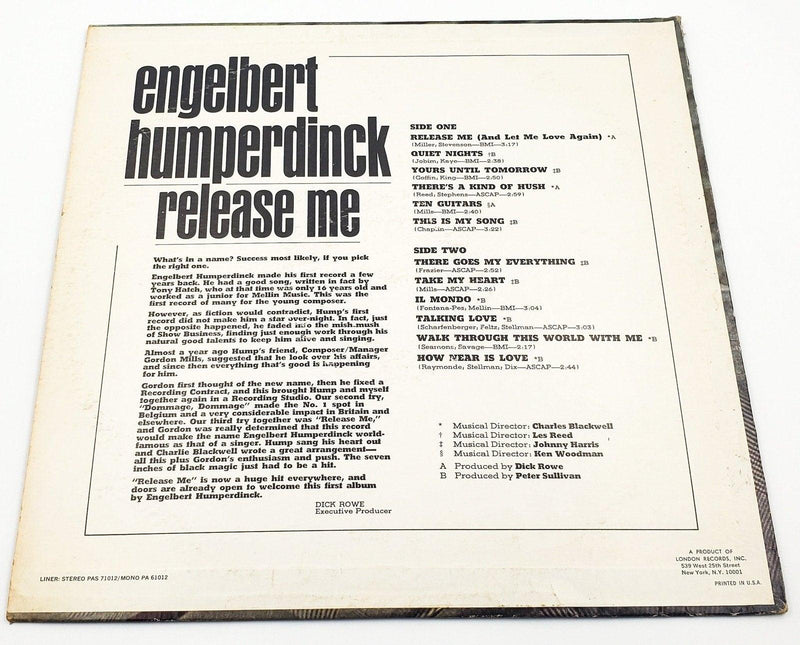 engelbert
humperdinck
release me
What's in a name? Success most likely, if you pick
the right one.
Engelbert Humperdinck made his first record a few
years back. He had a good song, written in fact by
Tony Hatch, who at that time was only 16 years old and
worked as a junior for Mellin Music. This was the
first record of many for the young composer.
However, as fiction would contradict, Hump's first
record did not make him a star over-night. In fact, just
the opposite happened, he faded into the mish-mush
of Show Business, finding just enough work through his
natural good talents to keep him alive and singing.
Almost a year ago Hump's friend, Composer/Manager
Gordon Mills, suggested that he look over his affairs,
and since then everything that's good is happening
for him.
Gordon first thought of the new name, then he fixed a
Recording Contract, and this brought Hump and myself
together again in a Recording Studio. Our second try,
"Dommage, Dommage" made the No. 1 spot in
Belgium and a very considerable impact in Britain and
elsewhere. Our third try together was "Release Me,"
and Gordon was really determined that this record
would make the name Engelbert Humperdinck world-
famous as that of a singer. Hump sang his heart out
and Charlie Blackwell wrote a great arrangement—
all this plus Gordon's enthusiasm and push. The seven
inches of black magic just had to be a hit.
"Release Me" is now a huge hit everywhere, and
doors are already open to welcome this first album
by Engelbert Humperdinck.
DICK ROWE
Executive Producer
SIDE ONE
RELEASE ME (And Let Me Love Again) *A
(Miller, Stevenson—BMI—3:17)
QUIET NIGHTS †B
(Jobim, Kaye—BMI—2:38)
YOURS UNTIL TOMORROW ‡B
(Goffin, King—BMI—2:50)
THERE'S A KIND OF HUSH *A
(Reed, Stephens—ASCAP—2:59)
TEN GUITARS §A
(Mills—BMI—2:40)
THIS IS MY SONG ‡B
(Chaplin—ASCAP—3:22)
SIDE TWO
THERE GOES MY EVERYTHING ‡B
(Frazier—ASCAP—2:52)
TAKE MY HEART ‡B
(Mills—ASCAP—2:26)
IL MONDO *B
(Fontana-Pes; Mellin—BMI—3:04)
TALKING LOVE *B
(Scharfenberger; Feltz, Stellman—ASCAP—3:03)
WALK THROUGH THIS WORLD WITH ME *B
(Seamons; Savage—BMI—2:17)
HOW NEAR IS LOVE *B
(Raymonde, Stellman; Dix—ASCAP—2:44)
* Musical Director: Charles Blackwell
† Musical Director: Les Reed
‡ Musical Director: Johnny Harris
§ Musical Director: Ken Woodman
A Produced by Dick Rowe
B Produced by Peter Sullivan
LINER: STEREO PAS 71012/MONO PA 61012
A PRODUCT OF
LONDON RECORDS, INC.
539 West 25th Street
New York, N.Y. 10001
PRINTED IN U.S.A.